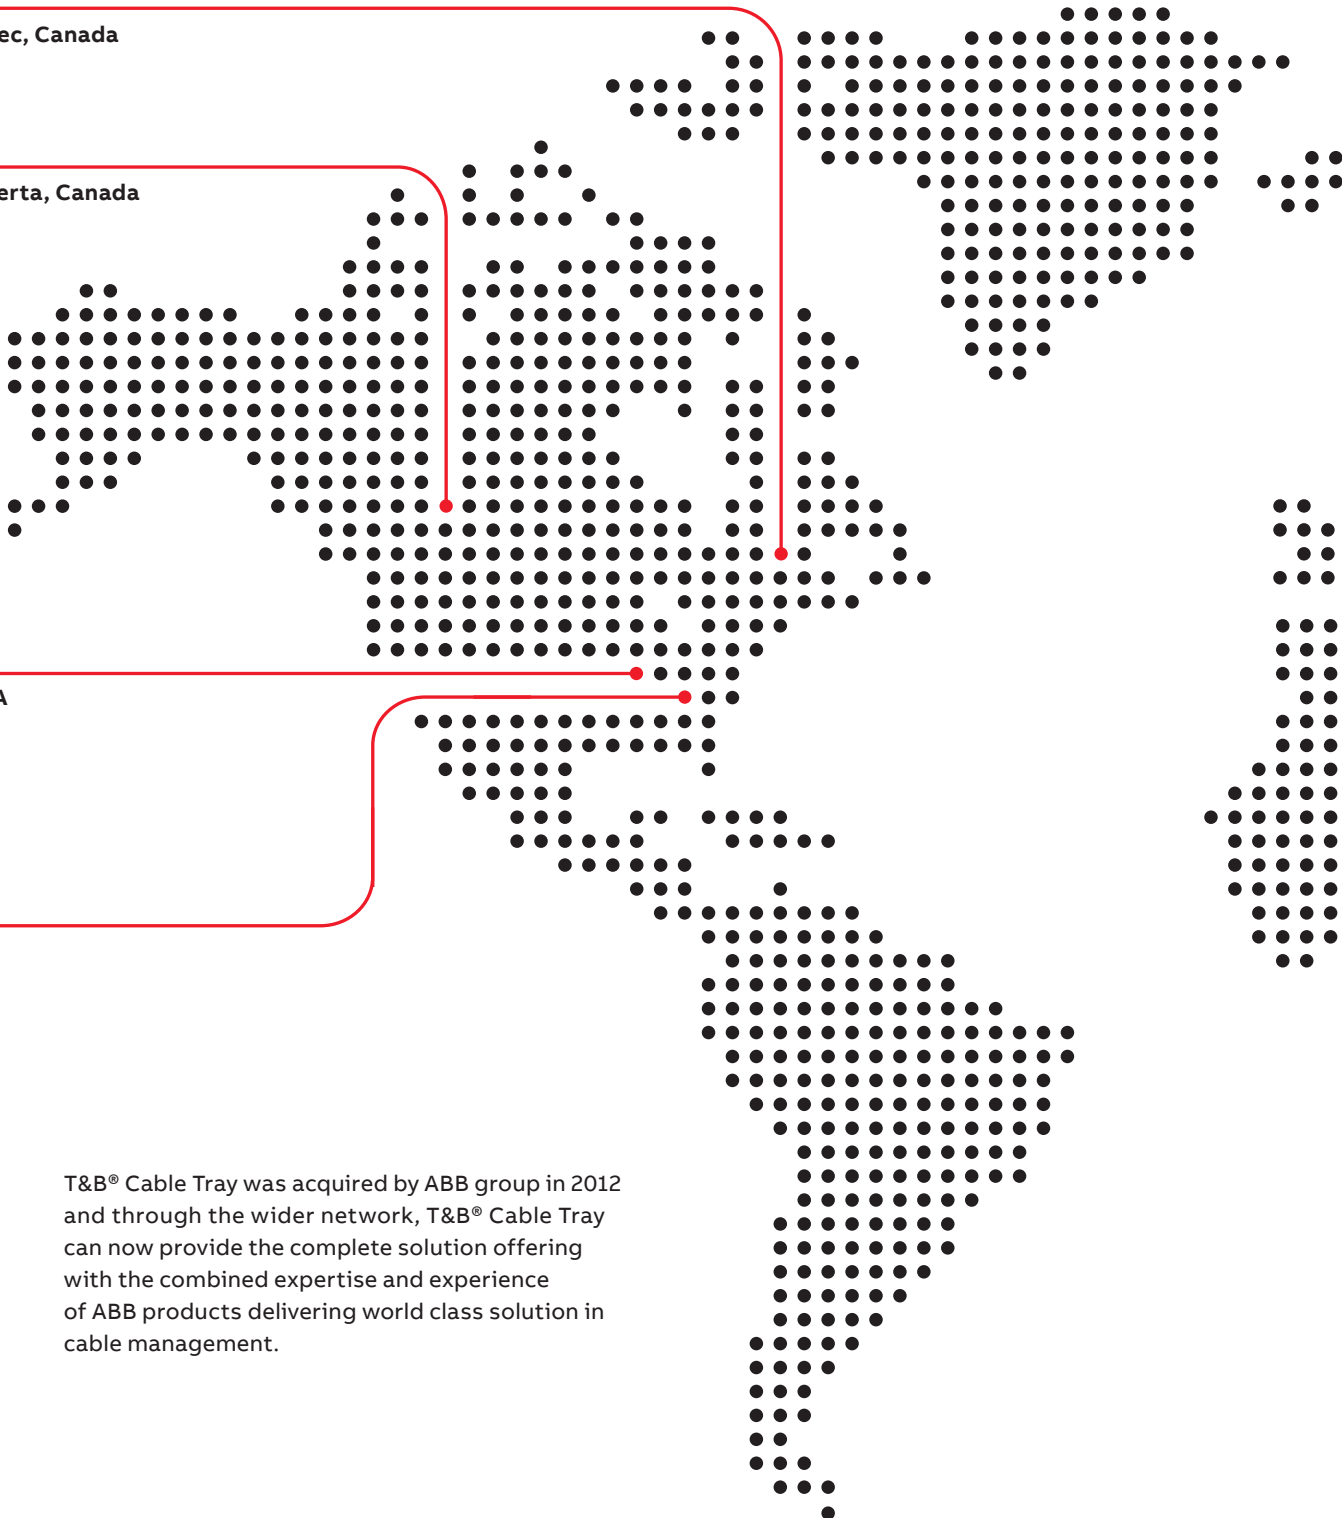 ec, Canada
erta, Canada
A
T&B® Cable Tray was acquired by ABB group in 2012
and through the wider network, T&B® Cable Tray
can now provide the complete solution offering
with the combined expertise and experience
of ABB products delivering world class solution in
cable management.